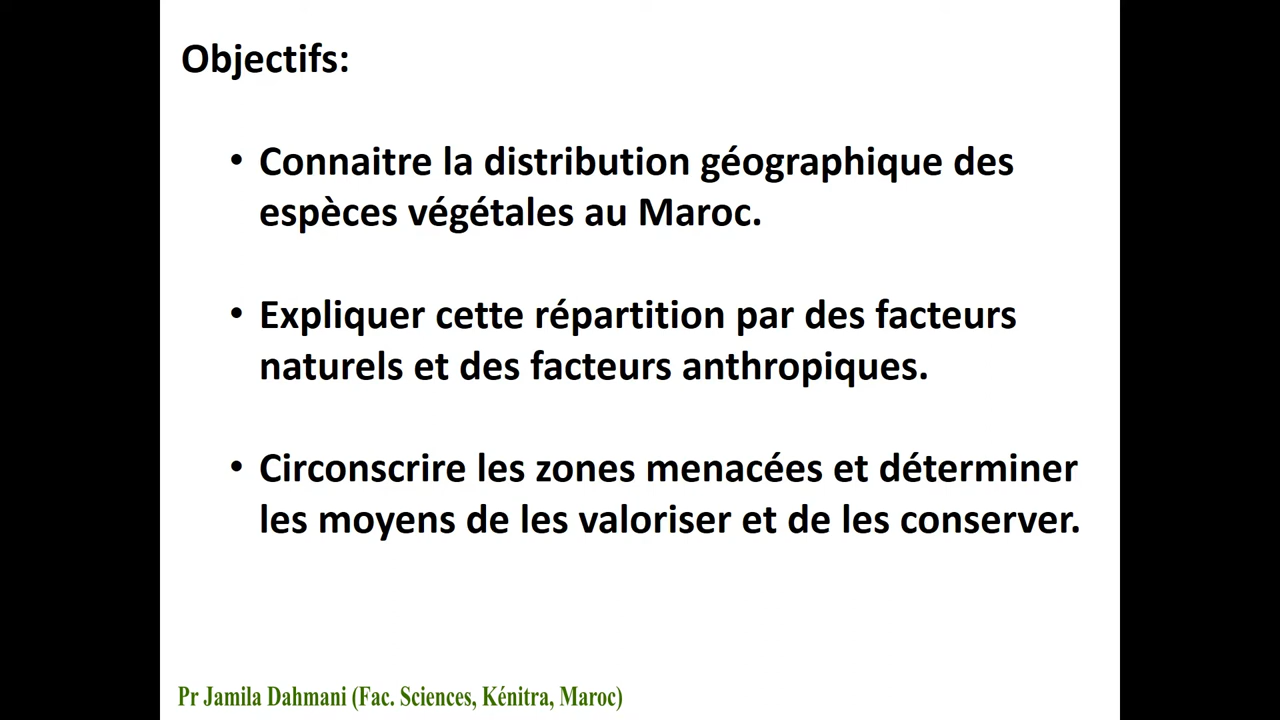 Objectifs:
• Connaitre la distribution géographique des
espèces végétales au Maroc.
• Expliquer cette répartition par des facteurs
naturels et des facteurs anthropiques.
• Circonscrire les zones menacées et déterminer
les moyens de les valoriser et de les conserver.
Pr Jamila Dahmani (Fac. Sciences, Kénitra, Maroc)